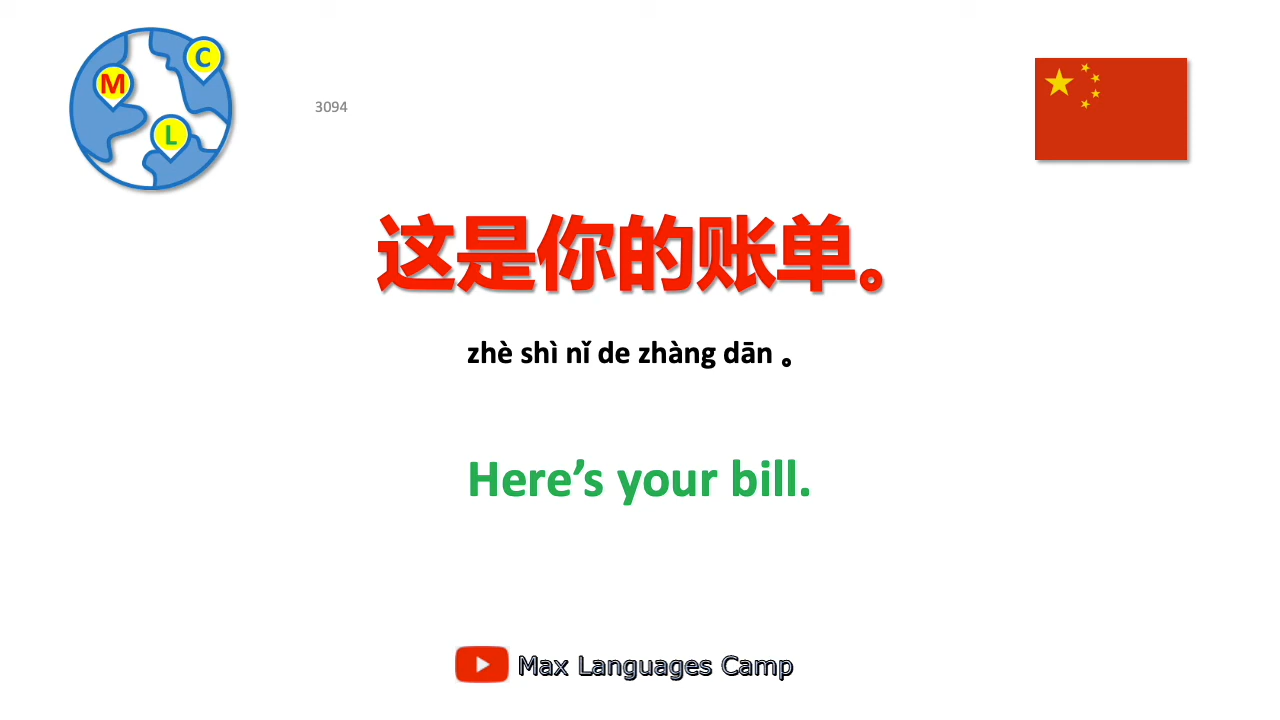 M
C
L
3094
这是你的账单。
zhè shì nǐ de zhàng dān 。
Here’s your bill.
Max Languages Camp